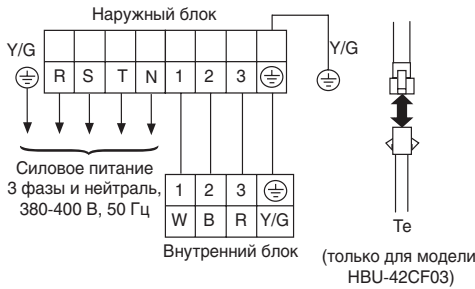 Наружный блок
Y/G
Y/G
R S T N 1 2 3
Силовое питание
3 фазы и нейтраль,
380-400 В, 50 Гц
1 2 3
W B R Y/G
Внутренний блок
Te
(только для модели
HBU-42CF03)